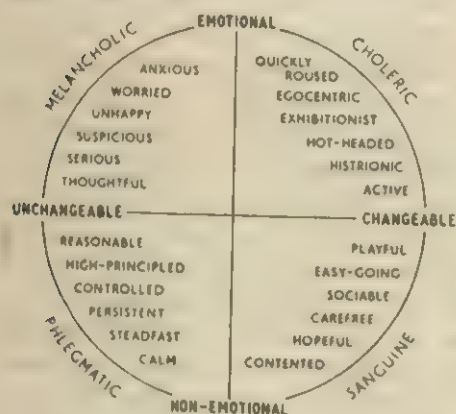 EMOTIONAL
MELANCHOLIC
CHOLERIC
ANXIOUS
WORRIED
UNHAPPY
SUSPICIOUS
SERIOUS
THOUGHTFUL
QUICKLY
ROUSED
EGOCENTRIC
EXHIBITIONIST
HOT-HEADED
HISTRIONIC
ACTIVE
UNCHANGEABLE
CHANGEABLE
REASONABLE
HIGH-PRINCIPLED
CONTROLLED
PERSISTENT
STEADFAST
CALM
PLAYFUL
EASY-GOING
SOCIABLE
CAREFREE
HOPEFUL
CONTENTED
PHLEGMATIC
SANGUINE
NON-EMOTIONAL